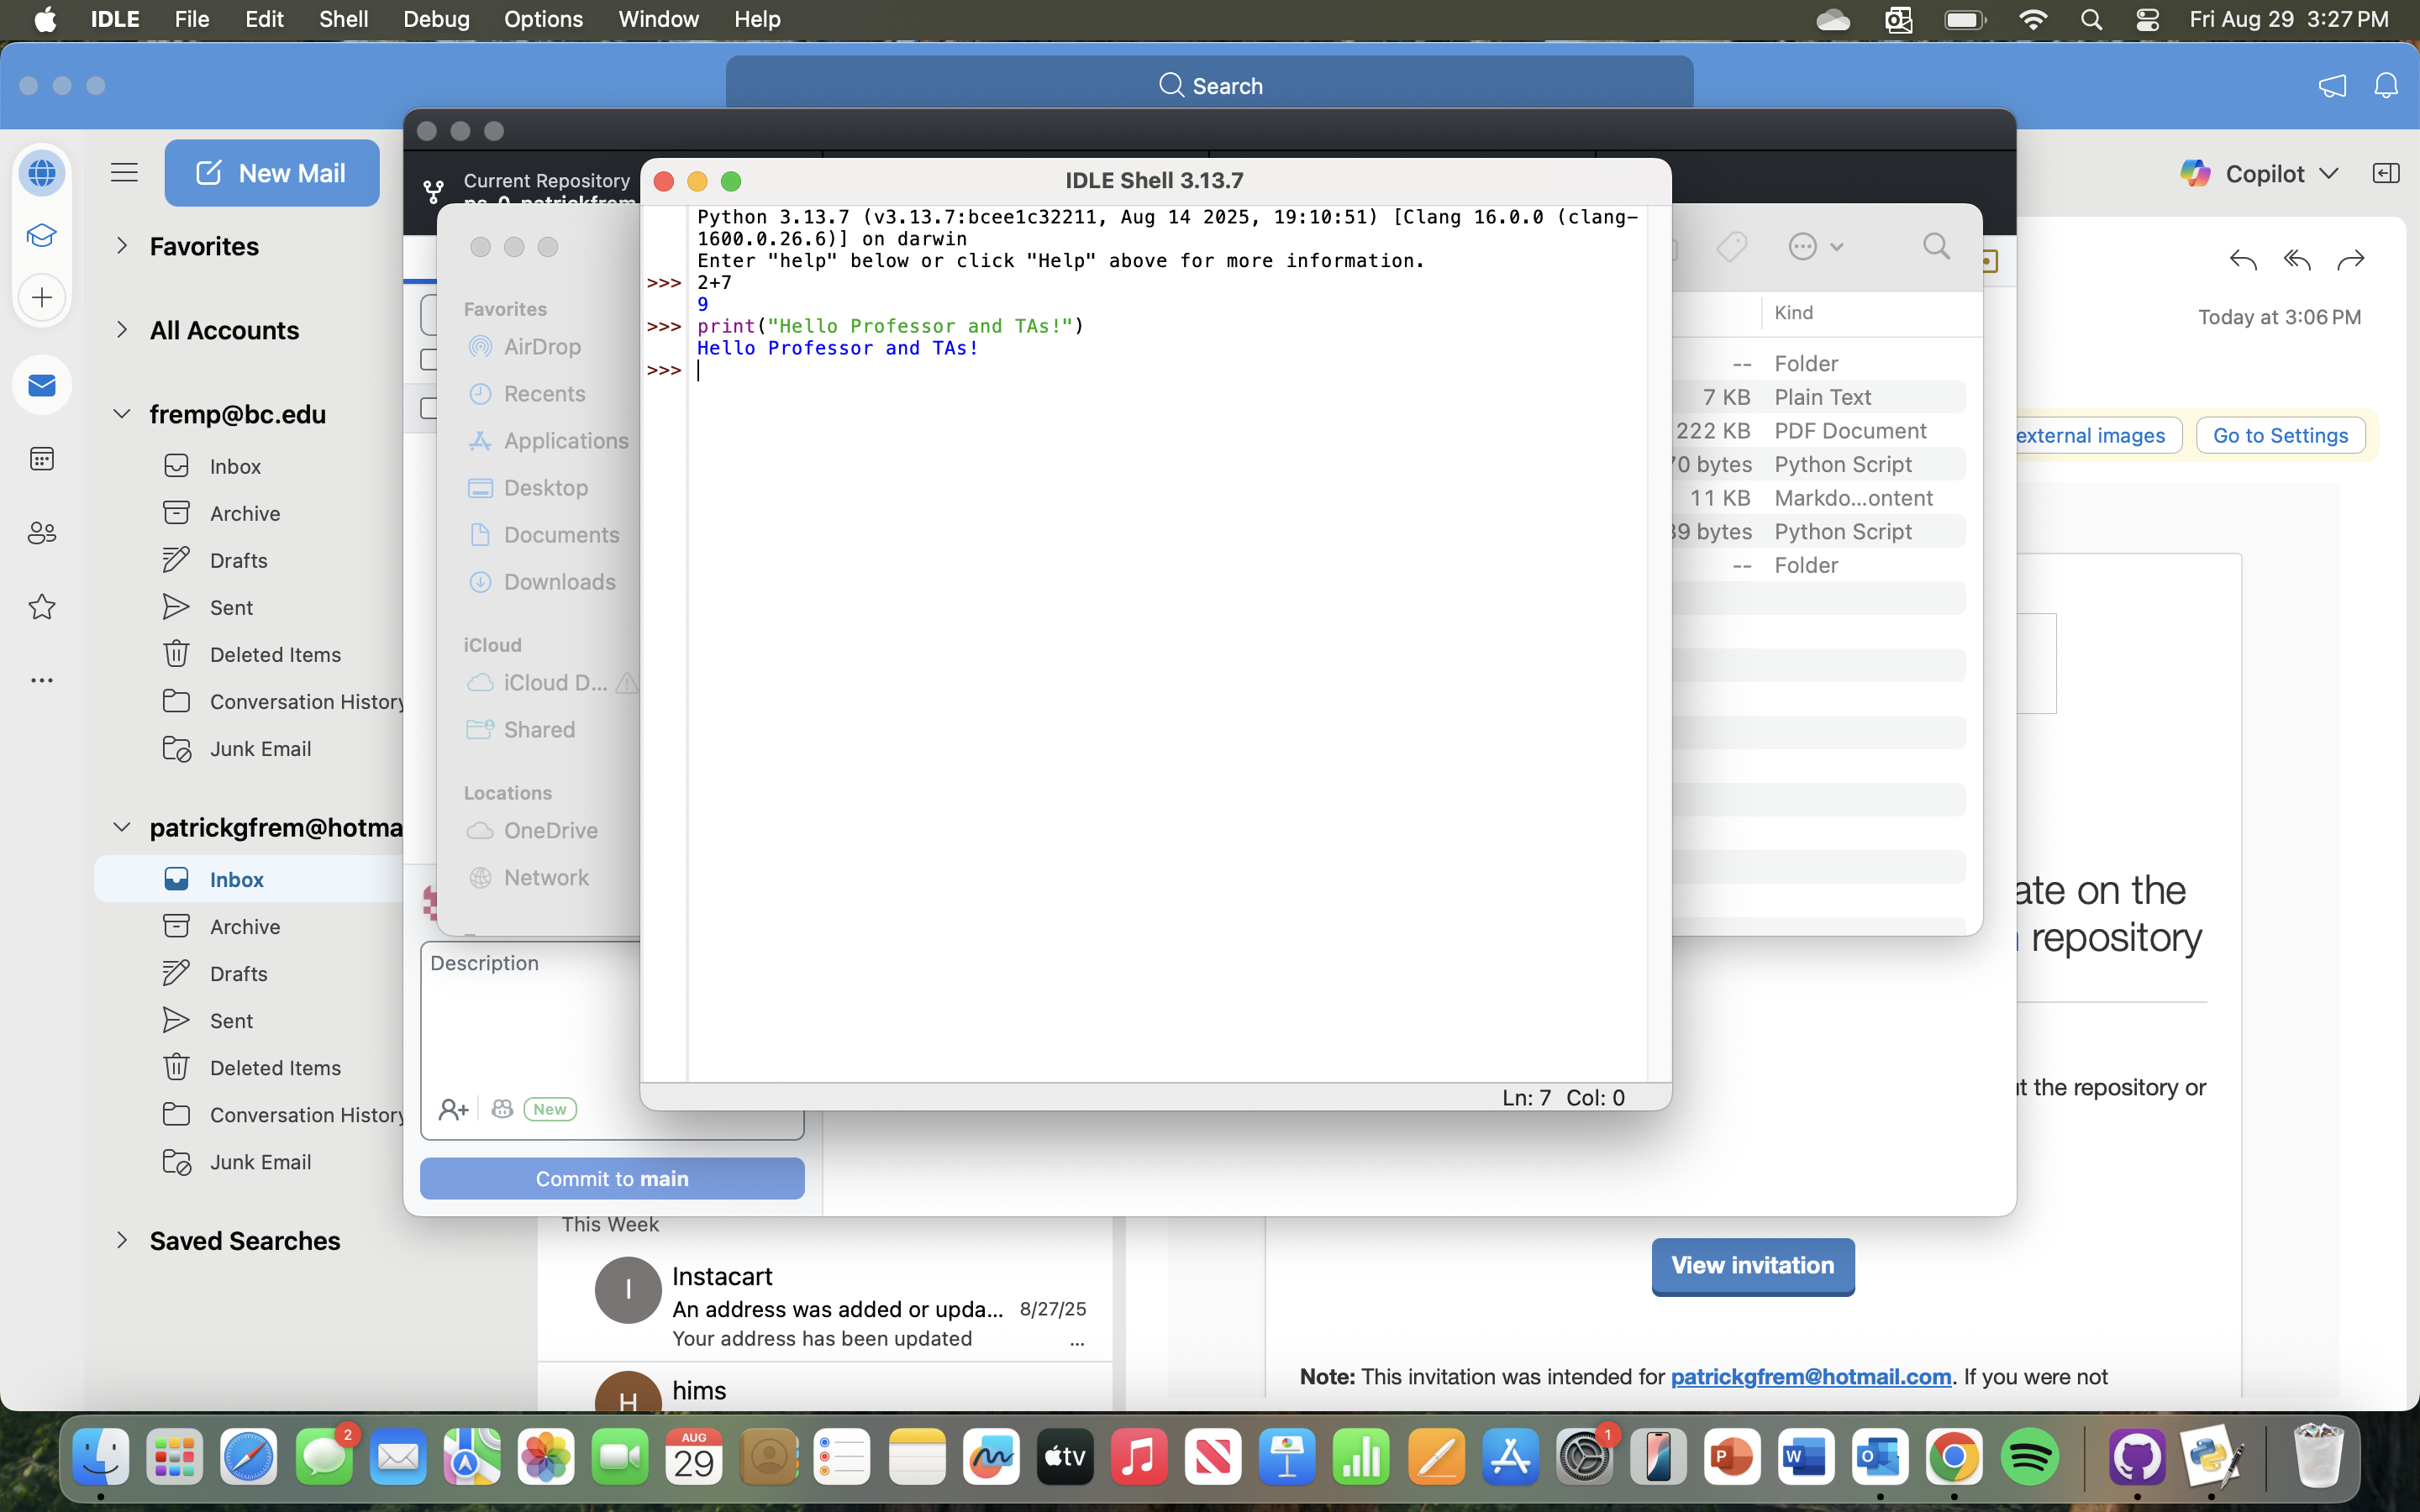 IDLE File Edit Shell Debug Options Window Help
Fri Aug 29 3:27 PM
Search
New Mail
Copilot
Favorites
All Accounts
fremp@bc.edu
Inbox
Archive
Drafts
Sent
Deleted Items
Conversation History
Junk Email
patrickgfrem@hotma
Inbox
Archive
Drafts
Sent
Deleted Items
Conversation History
Junk Email
Saved Searches
Current Repository
Favorites
AirDrop
Recents
Applications
Desktop
Documents
Downloads
iCloud
iCloud D...
Shared
Locations
OneDrive
Network
Description
New
Commit to main
IDLE Shell 3.13.7
Python 3.13.7 (v3.13.7:bcee1c32211, Aug 14 2025, 19:10:51) [Clang 16.0.0 (clang-
1600.0.26.6)] on darwin
Enter "help" below or click "Help" above for more information.
>>> 2+7
9
>>> print("Hello Professor and TAs!")
Hello Professor and TAs!
>>>
Ln: 7 Col: 0
Kind
-- Folder
7 KB Plain Text
222 KB PDF Document
0 bytes Python Script
11 KB Markdo...ontent
39 bytes Python Script
-- Folder
Today at 3:06 PM
external images
Go to Settings
ate on the
repository
the repository or
View invitation
Note: This invitation was intended for patrickgfrem@hotmail.com. If you were not
This Week
I
Instacart
An address was added or upda... 8/27/25
Your address has been updated ...
H
hims
2
AUG
29
tv
1
P
W
O